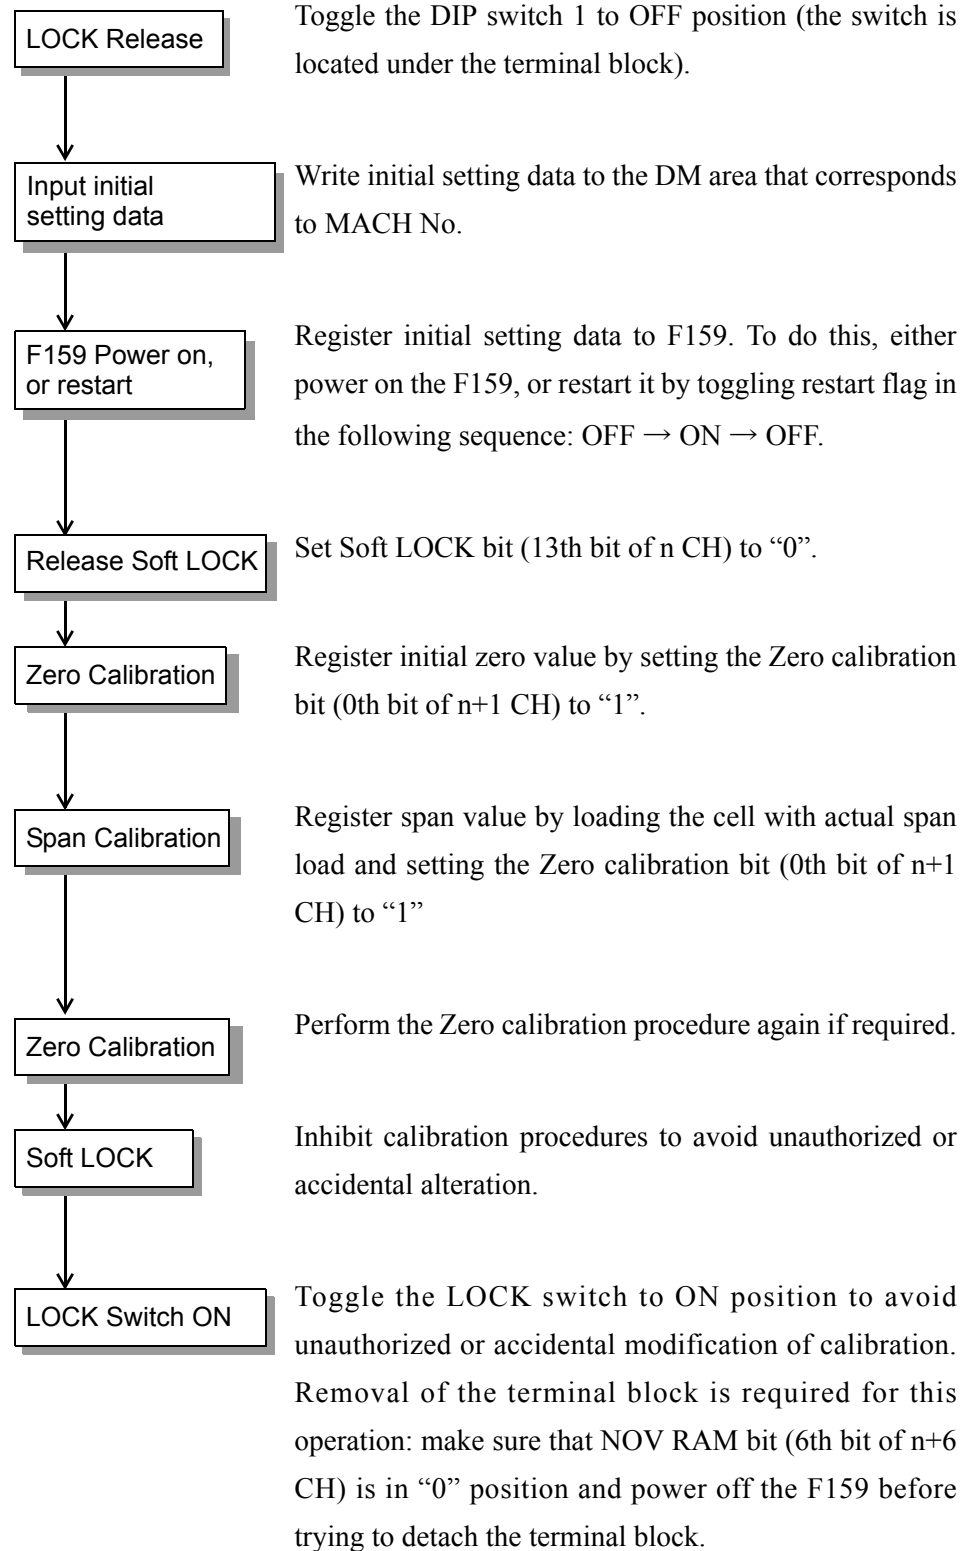 LOCK Release
Toggle the DIP switch 1 to OFF position (the switch is
located under the terminal block).
Input initial
setting data
Write initial setting data to the DM area that corresponds
to MACH No.
F159 Power on,
or restart
Register initial setting data to F159. To do this, either
power on the F159, or restart it by toggling restart flag in
the following sequence: OFF → ON → OFF.
Release Soft LOCK
Set Soft LOCK bit (13th bit of n CH) to “0”.
Zero Calibration
Register initial zero value by setting the Zero calibration
bit (0th bit of n+1 CH) to “1”.
Span Calibration
Register span value by loading the cell with actual span
load and setting the Zero calibration bit (0th bit of n+1
CH) to “1”
Zero Calibration
Perform the Zero calibration procedure again if required.
Soft LOCK
Inhibit calibration procedures to avoid unauthorized or
accidental alteration.
LOCK Switch ON
Toggle the LOCK switch to ON position to avoid
unauthorized or accidental modification of calibration.
Removal of the terminal block is required for this
operation: make sure that NOV RAM bit (6th bit of n+6
CH) is in “0” position and power off the F159 before
trying to detach the terminal block.